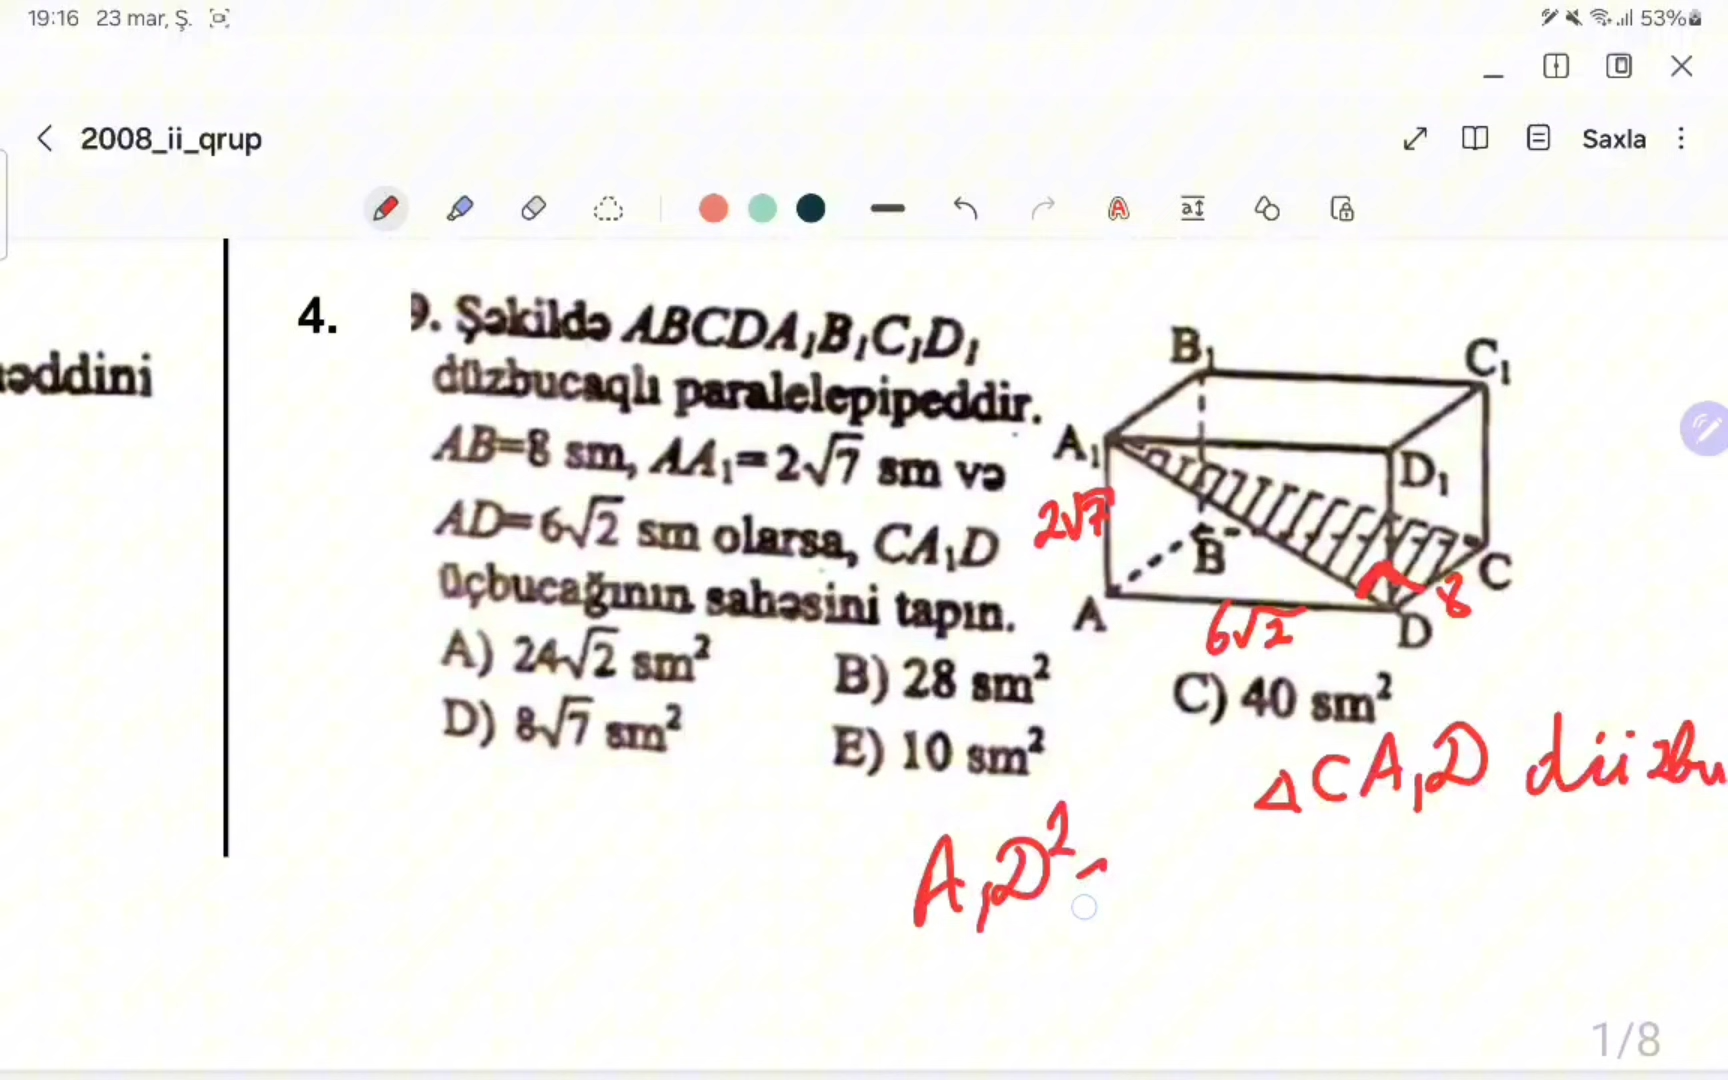 19:16 23 mar, Ş. 53%
2008_ii_qrup
Saxla
4.
əddini
9. Şəkildə ABCDA₁B₁C₁D₁
düzbucaqlı paralelepipeddir.
AB=8 sm, AA₁=2√7 sm və
AD=6√2 sm olarsa, CA₁D
üçbucağının sahəsini tapın.
A) 24√2 sm² B) 28 sm² C) 40 sm²
D) 8√7 sm² E) 10 sm²
B₁ C₁
A₁ D₁
2√7
B C
8
A 6√2 D
△CA₁D düzbu
A₁D²
1/8